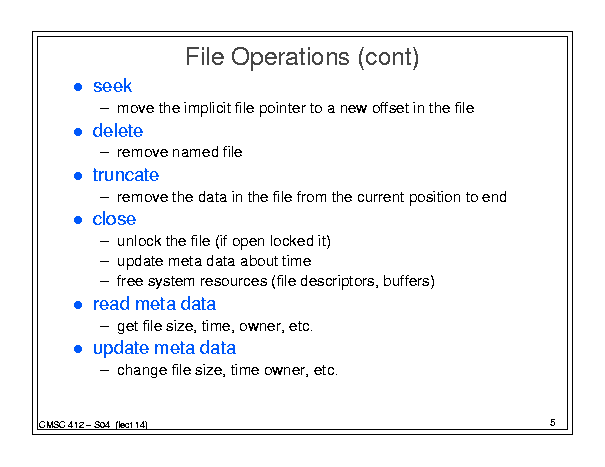 File Operations (cont)
● seek
– move the implicit file pointer to a new offset in the file
● delete
– remove named file
● truncate
– remove the data in the file from the current position to end
● close
– unlock the file (if open locked it)
– update meta data about time
– free system resources (file descriptors, buffers)
● read meta data
– get file size, time, owner, etc.
● update meta data
– change file size, time owner, etc.
CMSC 412 – S04 (lect 14)
5